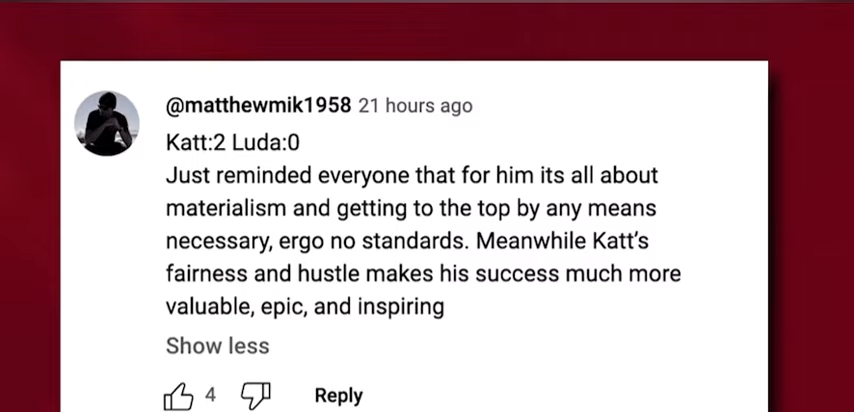 @matthewmik1958 21 hours ago
Katt:2 Luda:0
Just reminded everyone that for him its all about
materialism and getting to the top by any means
necessary, ergo no standards. Meanwhile Katt’s
fairness and hustle makes his success much more
valuable, epic, and inspiring
Show less
4 Reply